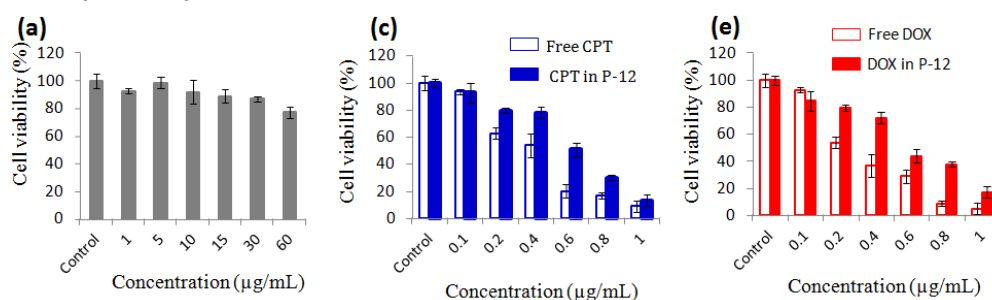 (a)
Cell viability (%)
120
100
80
60
40
20
0
Control
1
5
10
15
30
60
Concentration (µg/mL)
(c)
Free CPT
CPT in P-12
Cell viability (%)
120
100
80
60
40
20
0
Control
0.1
0.2
0.4
0.6
0.8
1
Concentration (µg/mL)
(e)
Free DOX
DOX in P-12
Cell viability (%)
120
100
80
60
40
20
0
Control
0.1
0.2
0.4
0.6
0.8
1
Concentration (µg/mL)